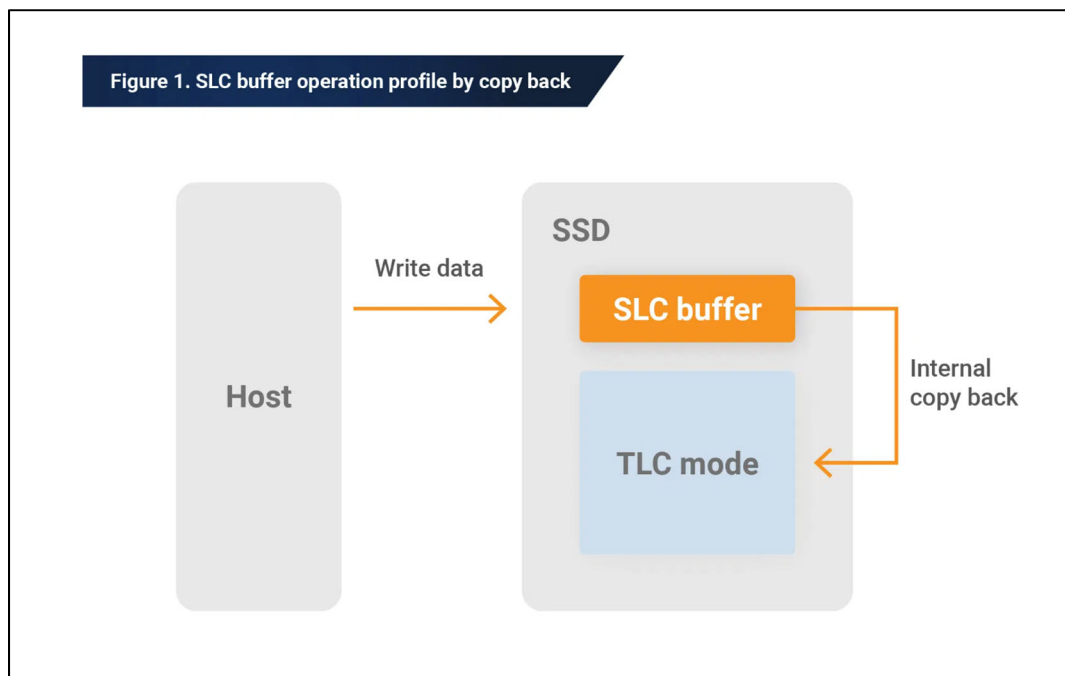 Figure 1. SLC buffer operation profile by copy back
Host
Write data
SSD
SLC buffer
TLC mode
Internal
copy back